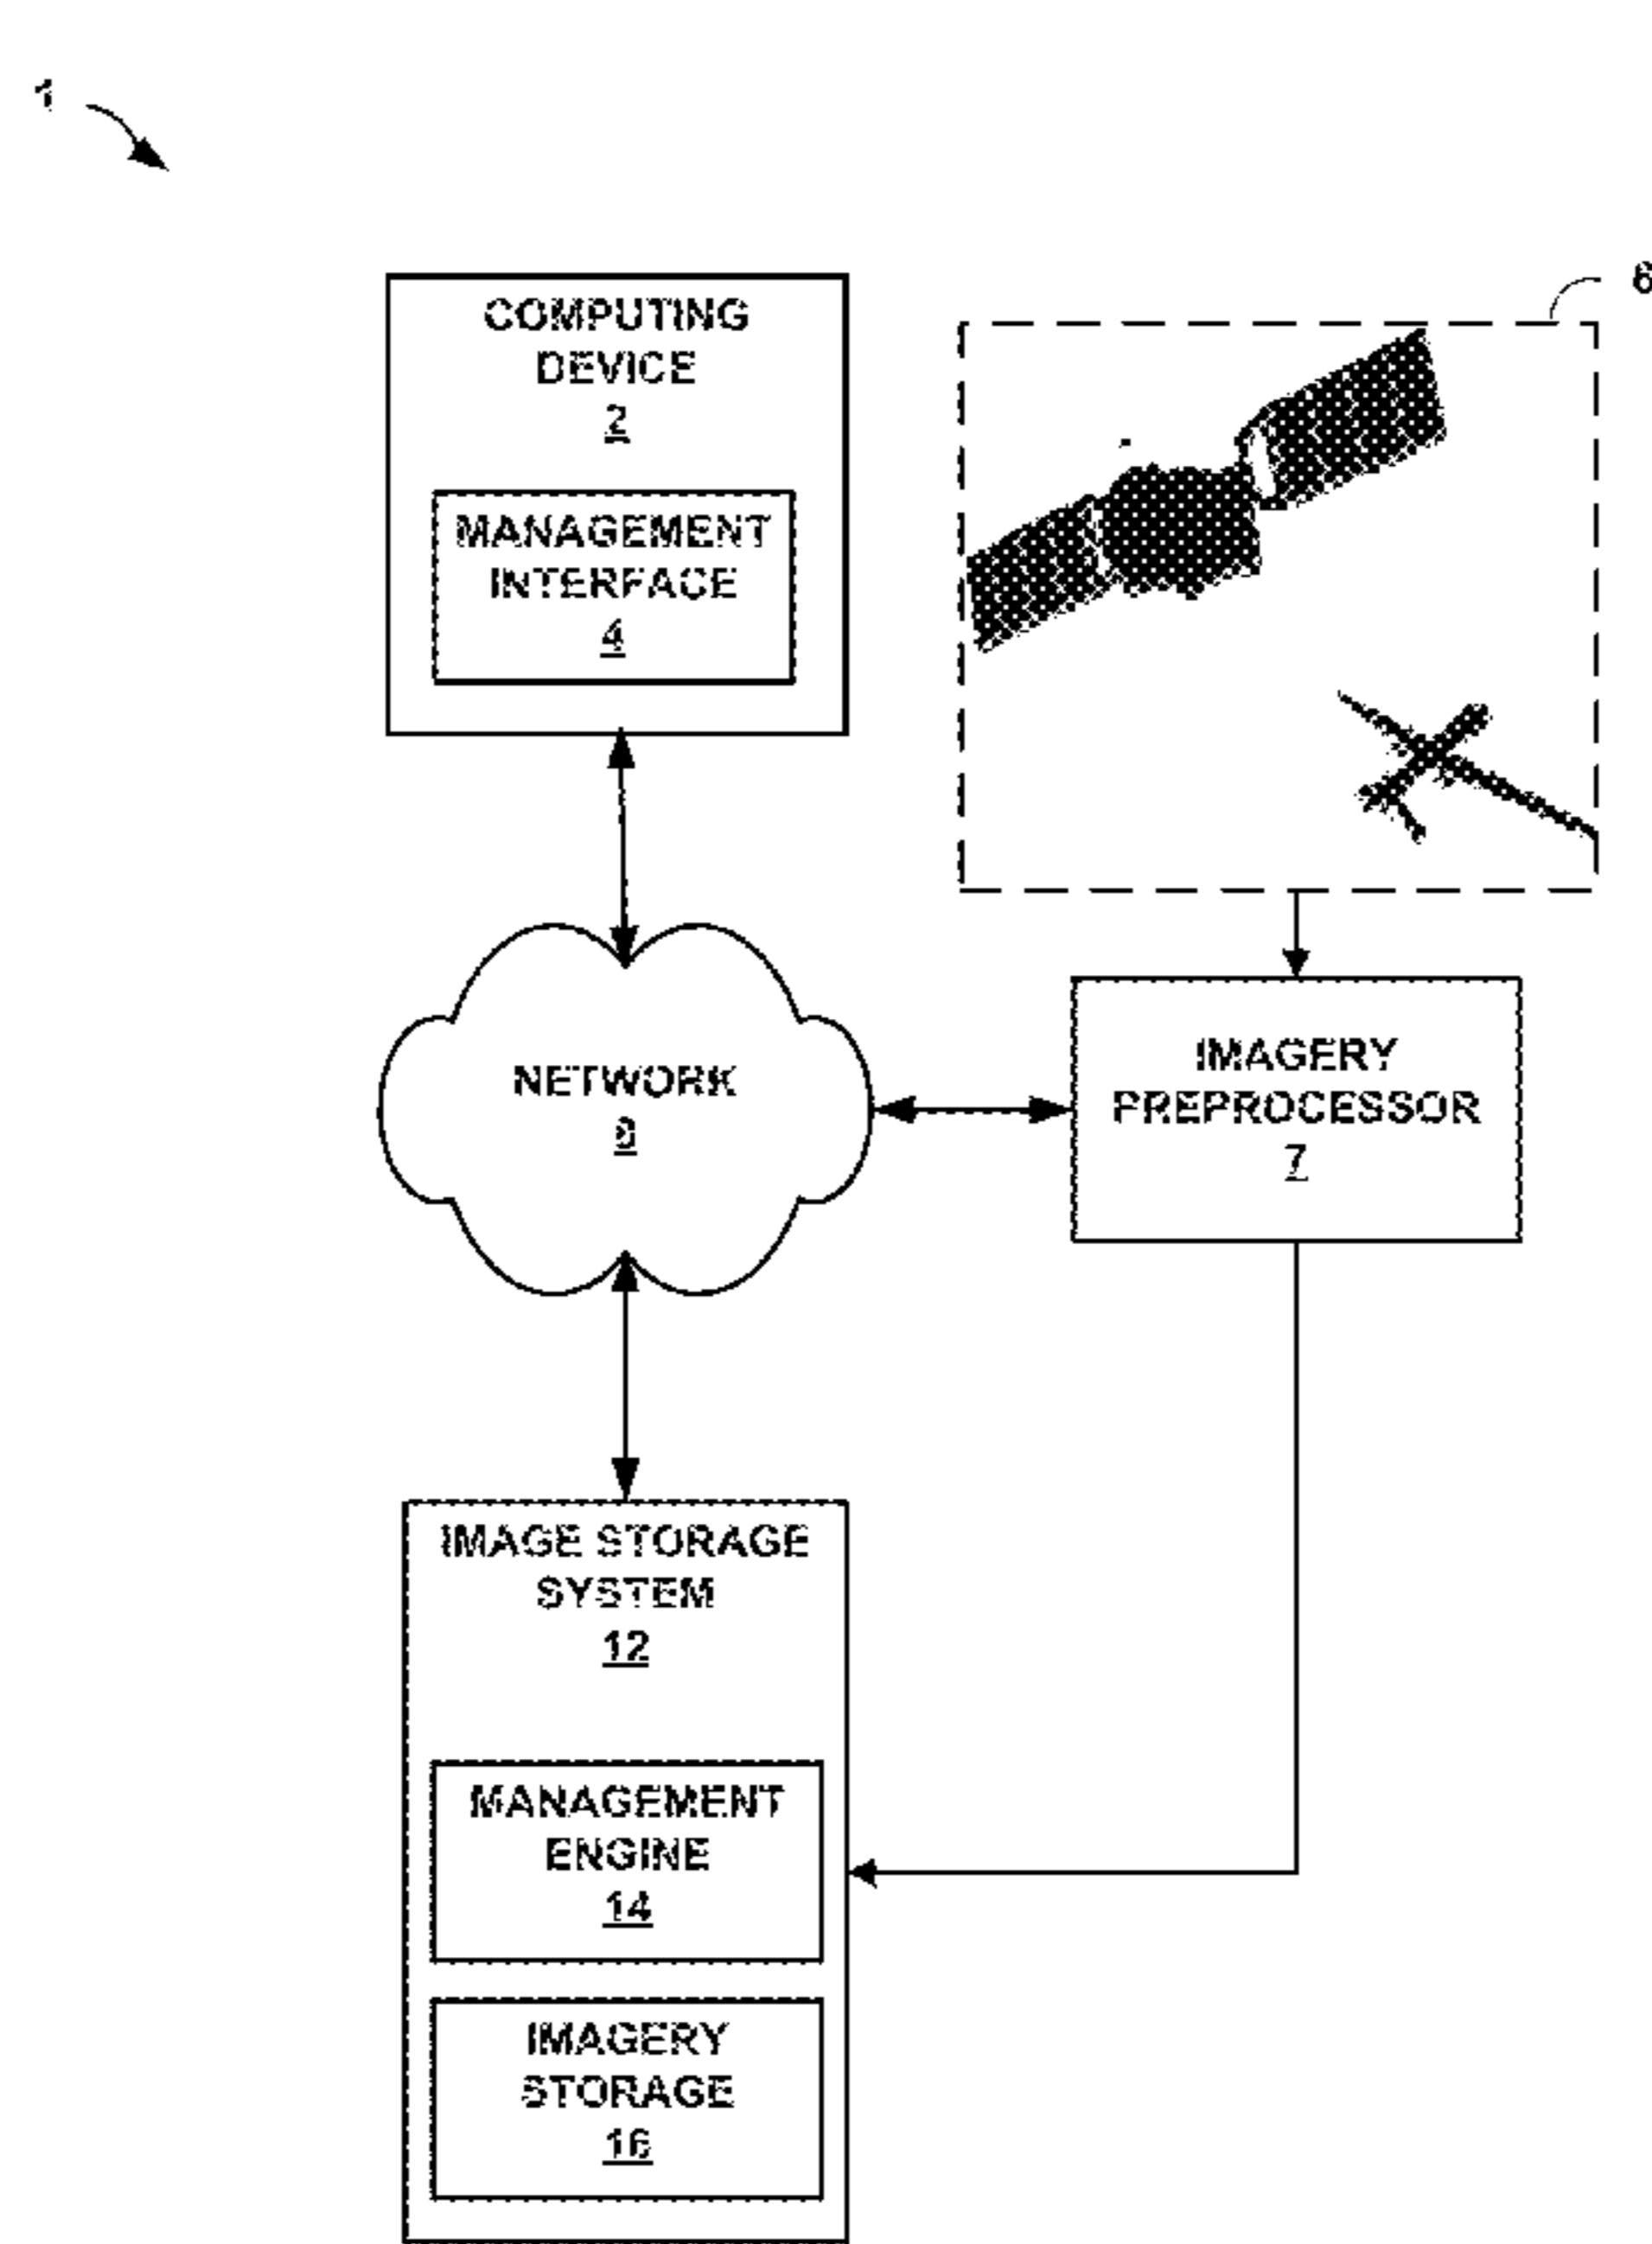 1
COMPUTING
DEVICE
2
MANAGEMENT
INTERFACE
4
6
NETWORK
IMAGERY
PREPROCESSOR
7
IMAGE STORAGE
SYSTEM
12
MANAGEMENT
ENGINE
14
IMAGERY
STORAGE
16